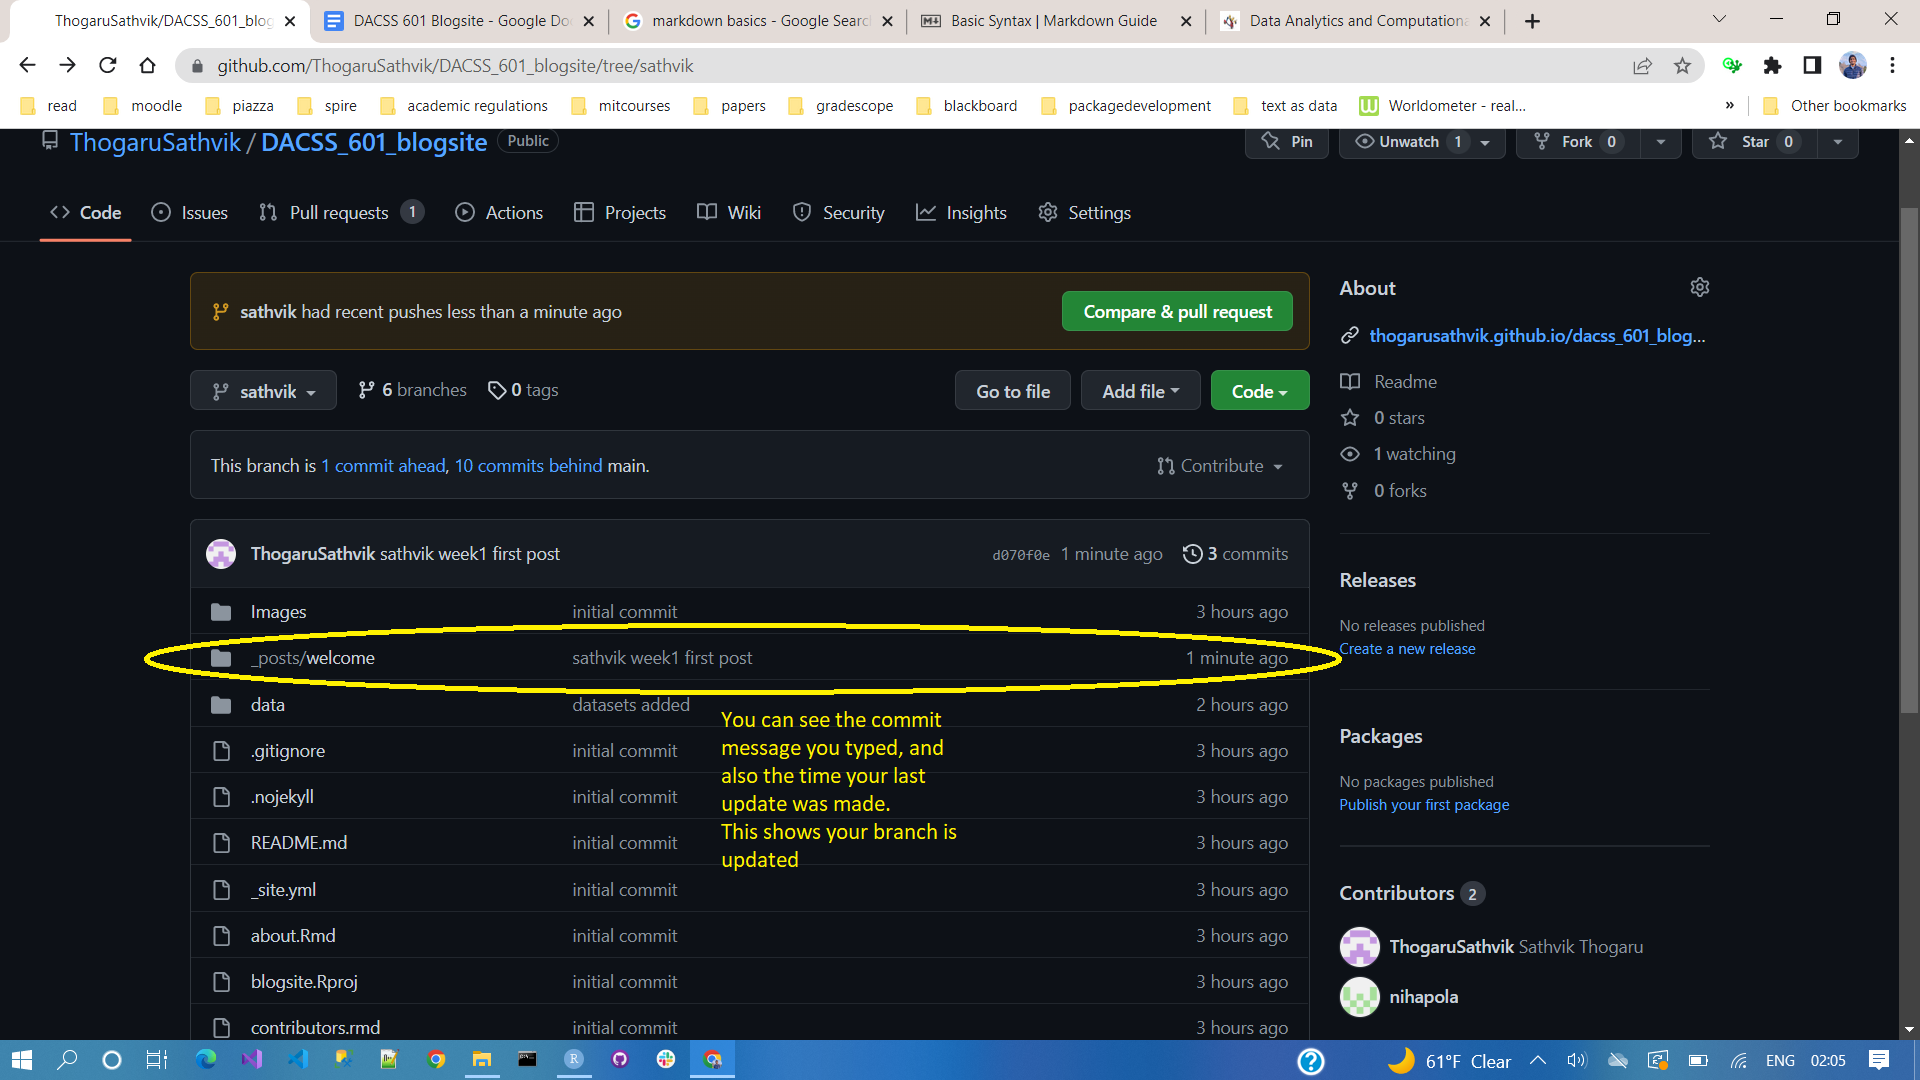 ThogaruSathvik/DACSS_601_blog
DACSS 601 Blogsite - Google Do
markdown basics - Google Searc
Basic Syntax | Markdown Guide
Data Analytics and Computationa
github.com/ThogaruSathvik/DACSS_601_blogsite/tree/sathvik
read moodle piazza spire academic regulations mitcourses papers gradescope blackboard packagedevelopment text as data Worldometer - real... » Other bookmarks
ThogaruSathvik / DACSS_601_blogsite Public
Pin Unwatch 1 Fork 0 Star 0
Code Issues Pull requests 1 Actions Projects Wiki Security Insights Settings
sathvik had recent pushes less than a minute ago
Compare & pull request
sathvik 6 branches 0 tags
Go to file Add file Code
This branch is 1 commit ahead, 10 commits behind main.
Contribute
ThogaruSathvik sathvik week1 first post d070f0e 1 minute ago 3 commits
Images initial commit 3 hours ago
_posts/welcome sathvik week1 first post 1 minute ago
data datasets added 2 hours ago
.gitignore initial commit 3 hours ago
.nojekyll initial commit 3 hours ago
README.md initial commit 3 hours ago
_site.yml initial commit 3 hours ago
about.Rmd initial commit 3 hours ago
blogsite.Rproj initial commit 3 hours ago
contributors.rmd initial commit 3 hours ago
You can see the commit
message you typed, and
also the time your last
update was made.
This shows your branch is
updated
About
thogarusathvik.github.io/dacss_601_blog...
Readme
0 stars
1 watching
0 forks
Releases
No releases published
Create a new release
Packages
No packages published
Publish your first package
Contributors 2
ThogaruSathvik Sathvik Thogaru
nihapola
61°F Clear ENG 02:05